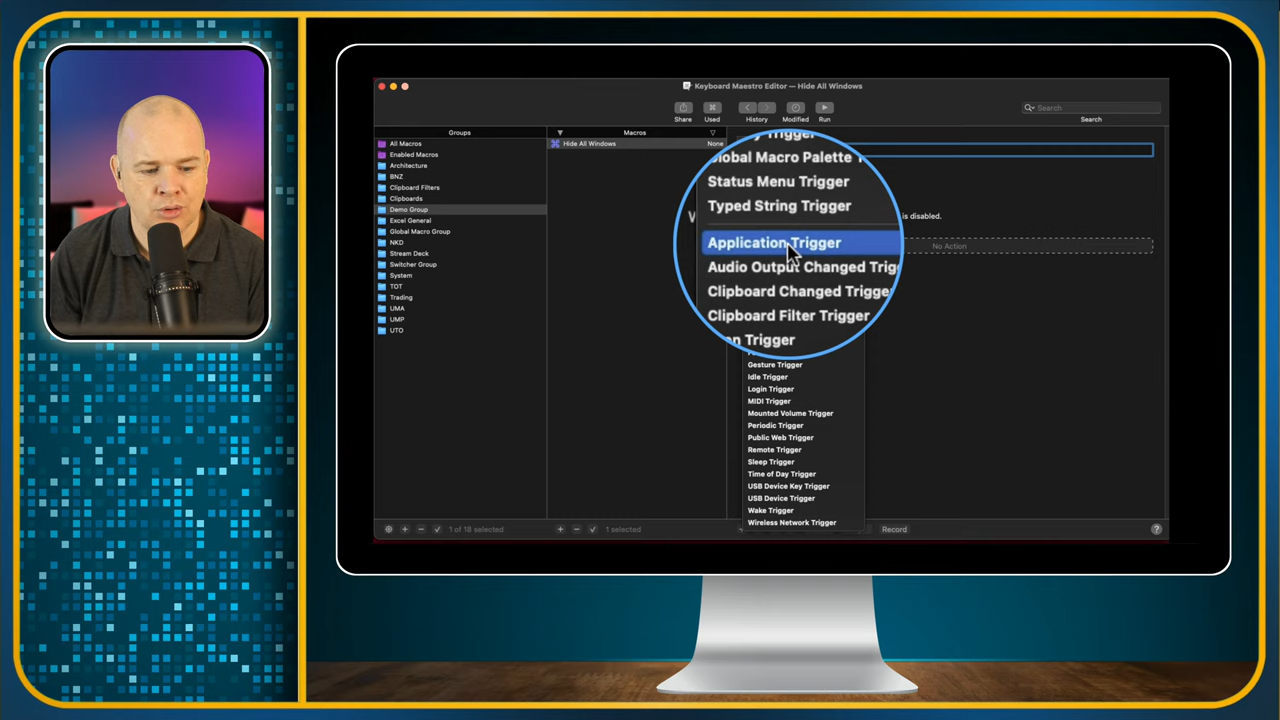 Keyboard Maestro Editor — Hide All Windows
Share
Used
History
Modified
Run
Search
Search
Groups
All Macros
Enabled Macros
Architecture
BNZ
Clipboard Filters
Clipboards
Demo Group
Excel General
Global Macro Group
NKD
Stream Deck
Switcher Group
System
TOT
Trading
UMA
UMP
UTO
Macros
Hide All Windows None
Trigger
Global Macro Palette
Status Menu Trigger
Typed String Trigger
Application Trigger
Audio Output Changed Trig
Clipboard Changed Trigge
Clipboard Filter Trigger
Trigger
Gesture Trigger
Idle Trigger
Login Trigger
MIDI Trigger
Mounted Volume Trigger
Periodic Trigger
Public Web Trigger
Remote Trigger
Sleep Trigger
Time of Day Trigger
USB Device Key Trigger
USB Device Trigger
Wake Trigger
Wireless Network Trigger
is disabled.
No Action
1 of 18 selected
1 selected
Record
?